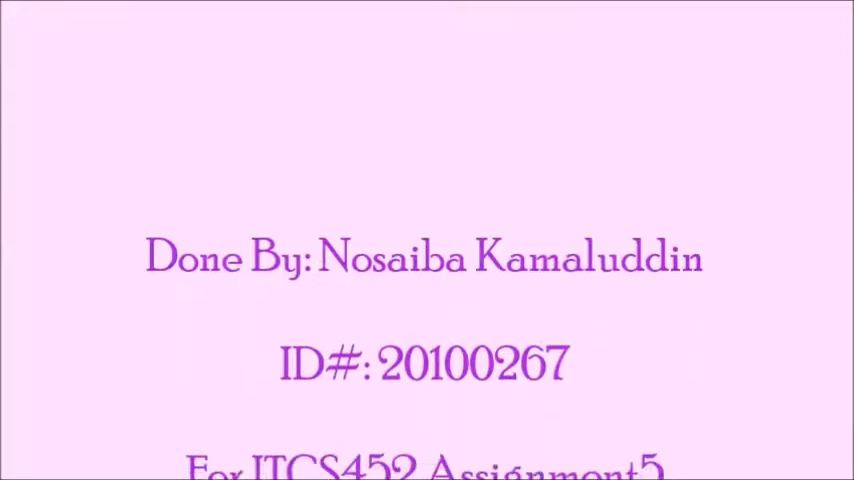 Done By: Nosaiba Kamaluddin
ID#: 20100267
For ITCS452 Assignment5